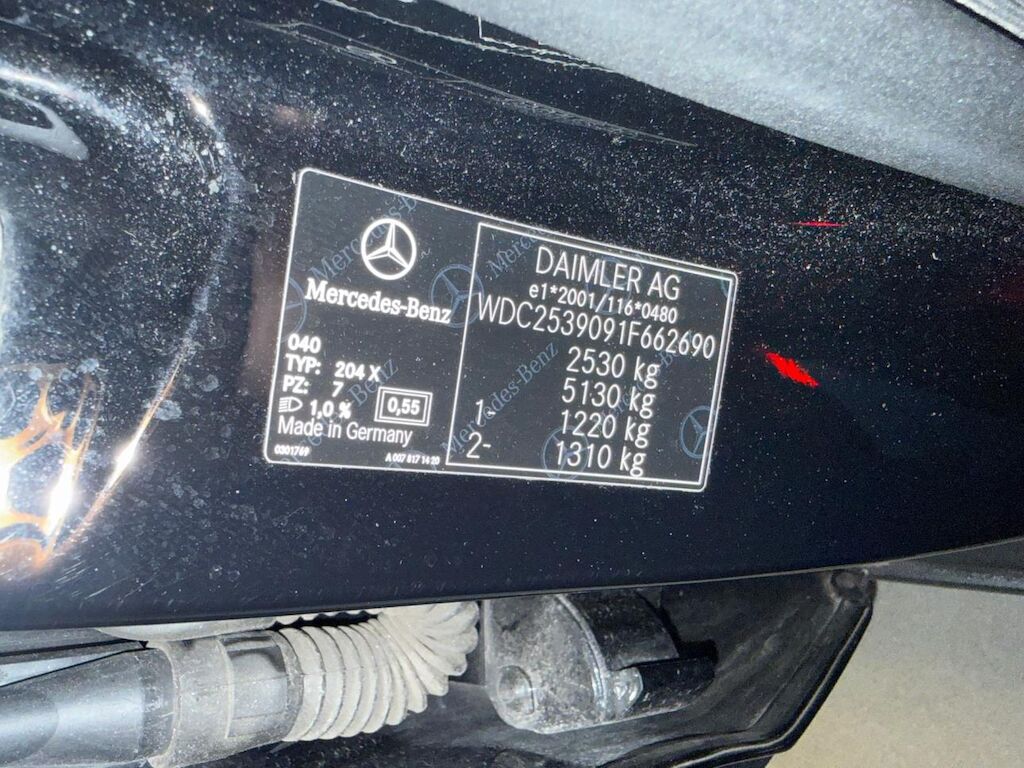 Mercedes-Benz
040
TYP: 204 X
PZ: 7
1,0 %
0,55
Made in Germany
0301769
A 007 817 14 20
DAIMLER AG
e1*2001/116*0480
WDC2539091F662690
2530 kg
5130 kg
1- 1220 kg
2- 1310 kg